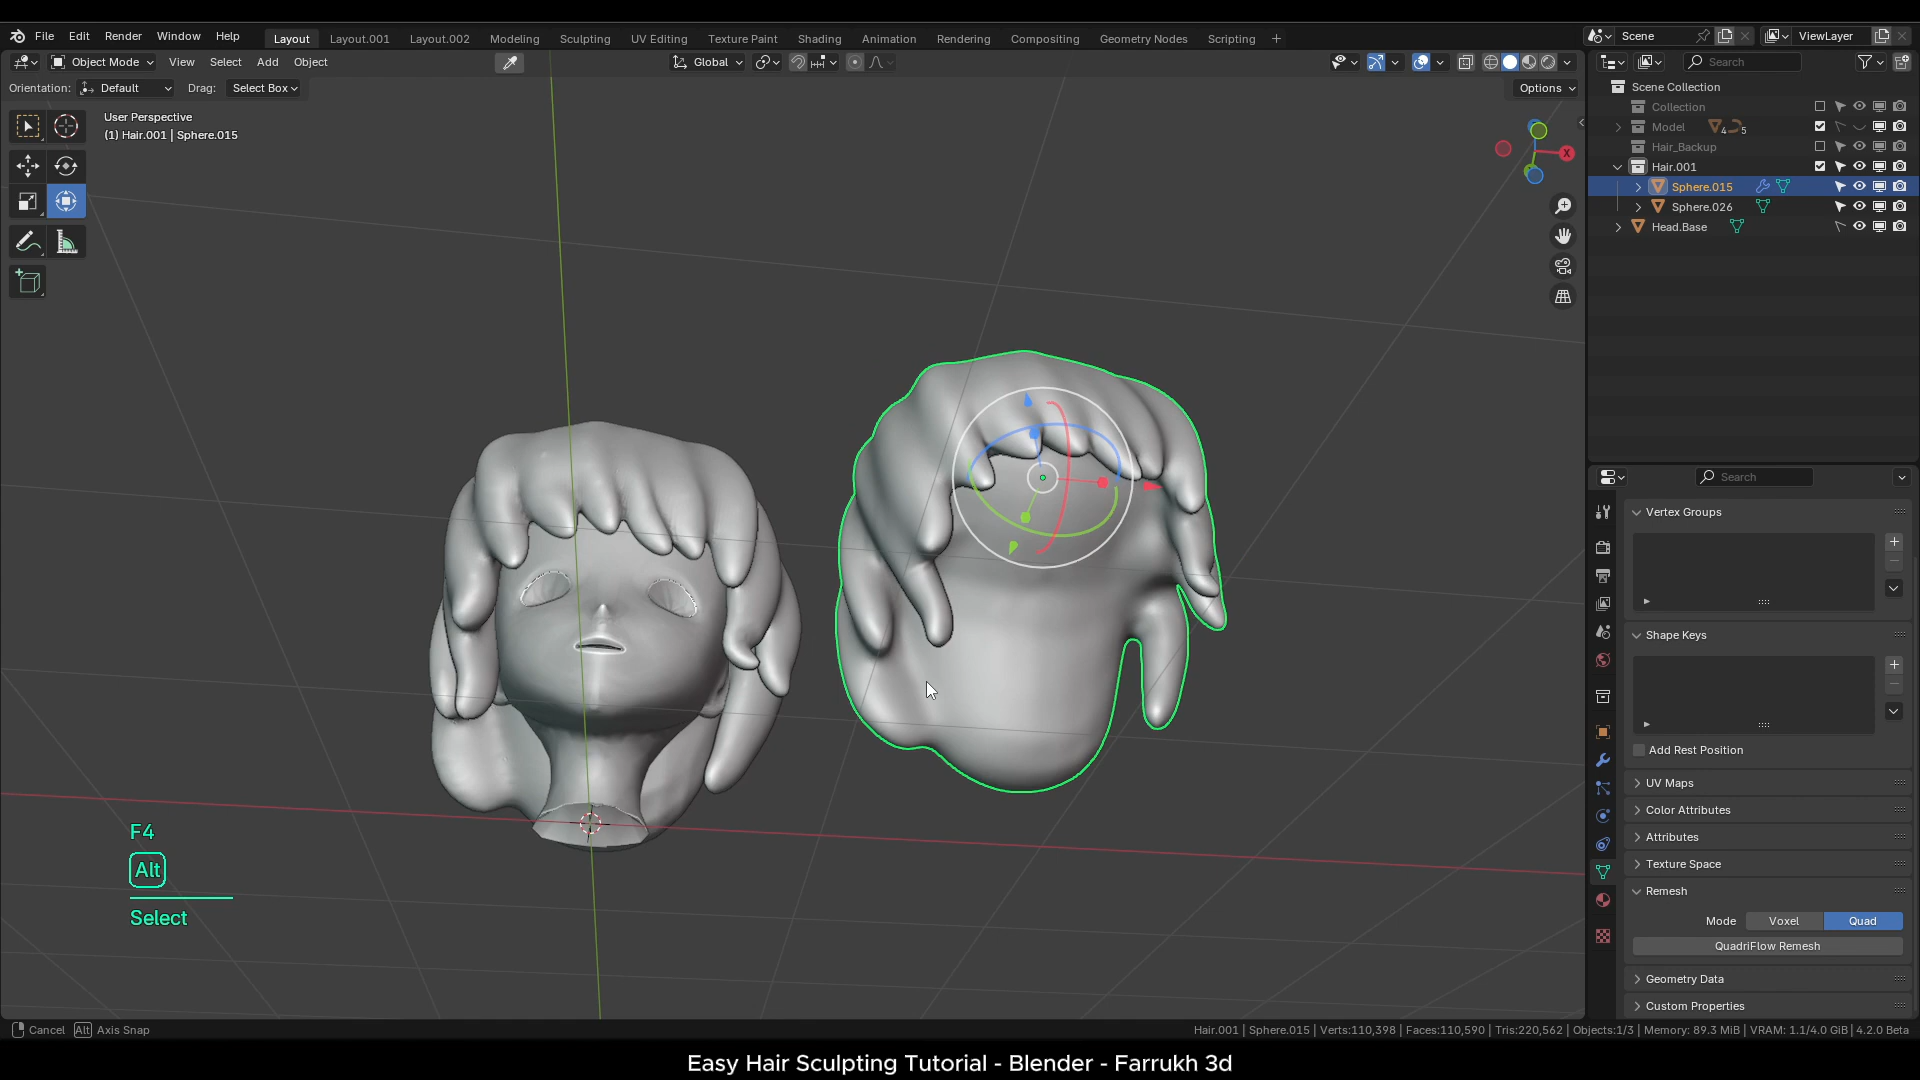 File Edit Render Window Help Layout Layout.001 Layout.002 Modeling Sculpting UV Editing Texture Paint Shading Animation Rendering Compositing Geometry Nodes Scripting Scene ViewLayer
Object Mode View Select Add Object Global Search
Orientation: Default Drag: Select Box Options
User Perspective
(1) Hair.001 | Sphere.015
X
Scene Collection
Collection
Model 4 5
Hair_Backup
Hair.001
Sphere.015
Sphere.026
Head.Base
Search
Vertex Groups
Shape Keys
Add Rest Position
UV Maps
Color Attributes
Attributes
Texture Space
Remesh
Mode Voxel Quad
QuadriFlow Remesh
Geometry Data
Custom Properties
F4
Alt
Select
Cancel Alt Axis Snap Hair.001 | Sphere.015 | Verts:110,398 | Faces:110,590 | Tris:220,562 | Objects:1/3 | Memory: 89.3 MiB | VRAM: 1.1/4.0 GiB | 4.2.0 Beta
Easy Hair Sculpting Tutorial - Blender - Farrukh 3d